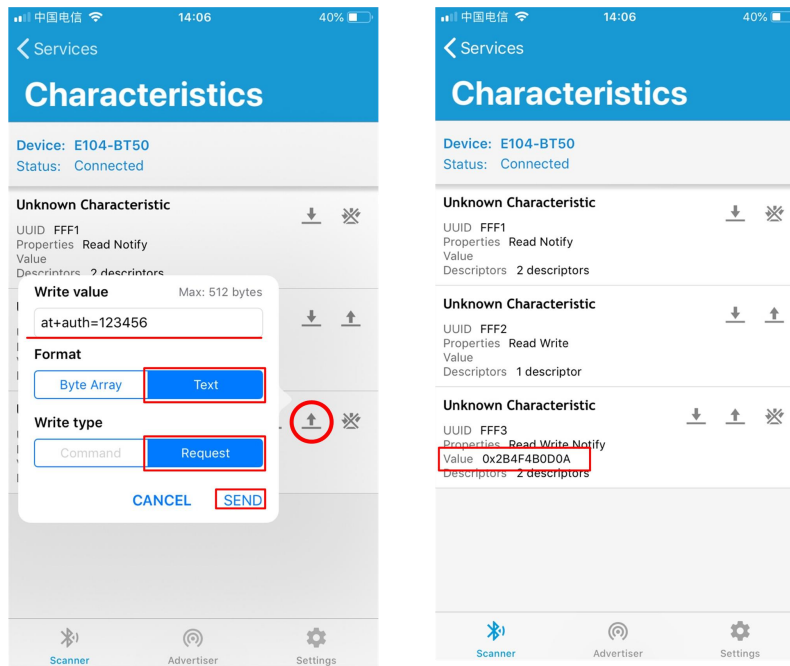 中国电信 14:06 40%
Services
Characteristics
Device: E104-BT50
Status: Connected
Unknown Characteristic
UUID FFF1
Properties Read Notify
Value
Descriptors 2 descriptors
Write value Max: 512 bytes
at+auth=123456
Format
Byte Array Text
Write type
Command Request
CANCEL SEND
Scanner Advertiser Settings
中国电信 14:06 40%
Services
Characteristics
Device: E104-BT50
Status: Connected
Unknown Characteristic
UUID FFF1
Properties Read Notify
Value
Descriptors 2 descriptors
Unknown Characteristic
UUID FFF2
Properties Read Write
Value
Descriptors 1 descriptor
Unknown Characteristic
UUID FFF3
Properties Read Write Notify
Value 0x2B4F4B0D0A
Descriptors 2 descriptors
Scanner Advertiser Settings